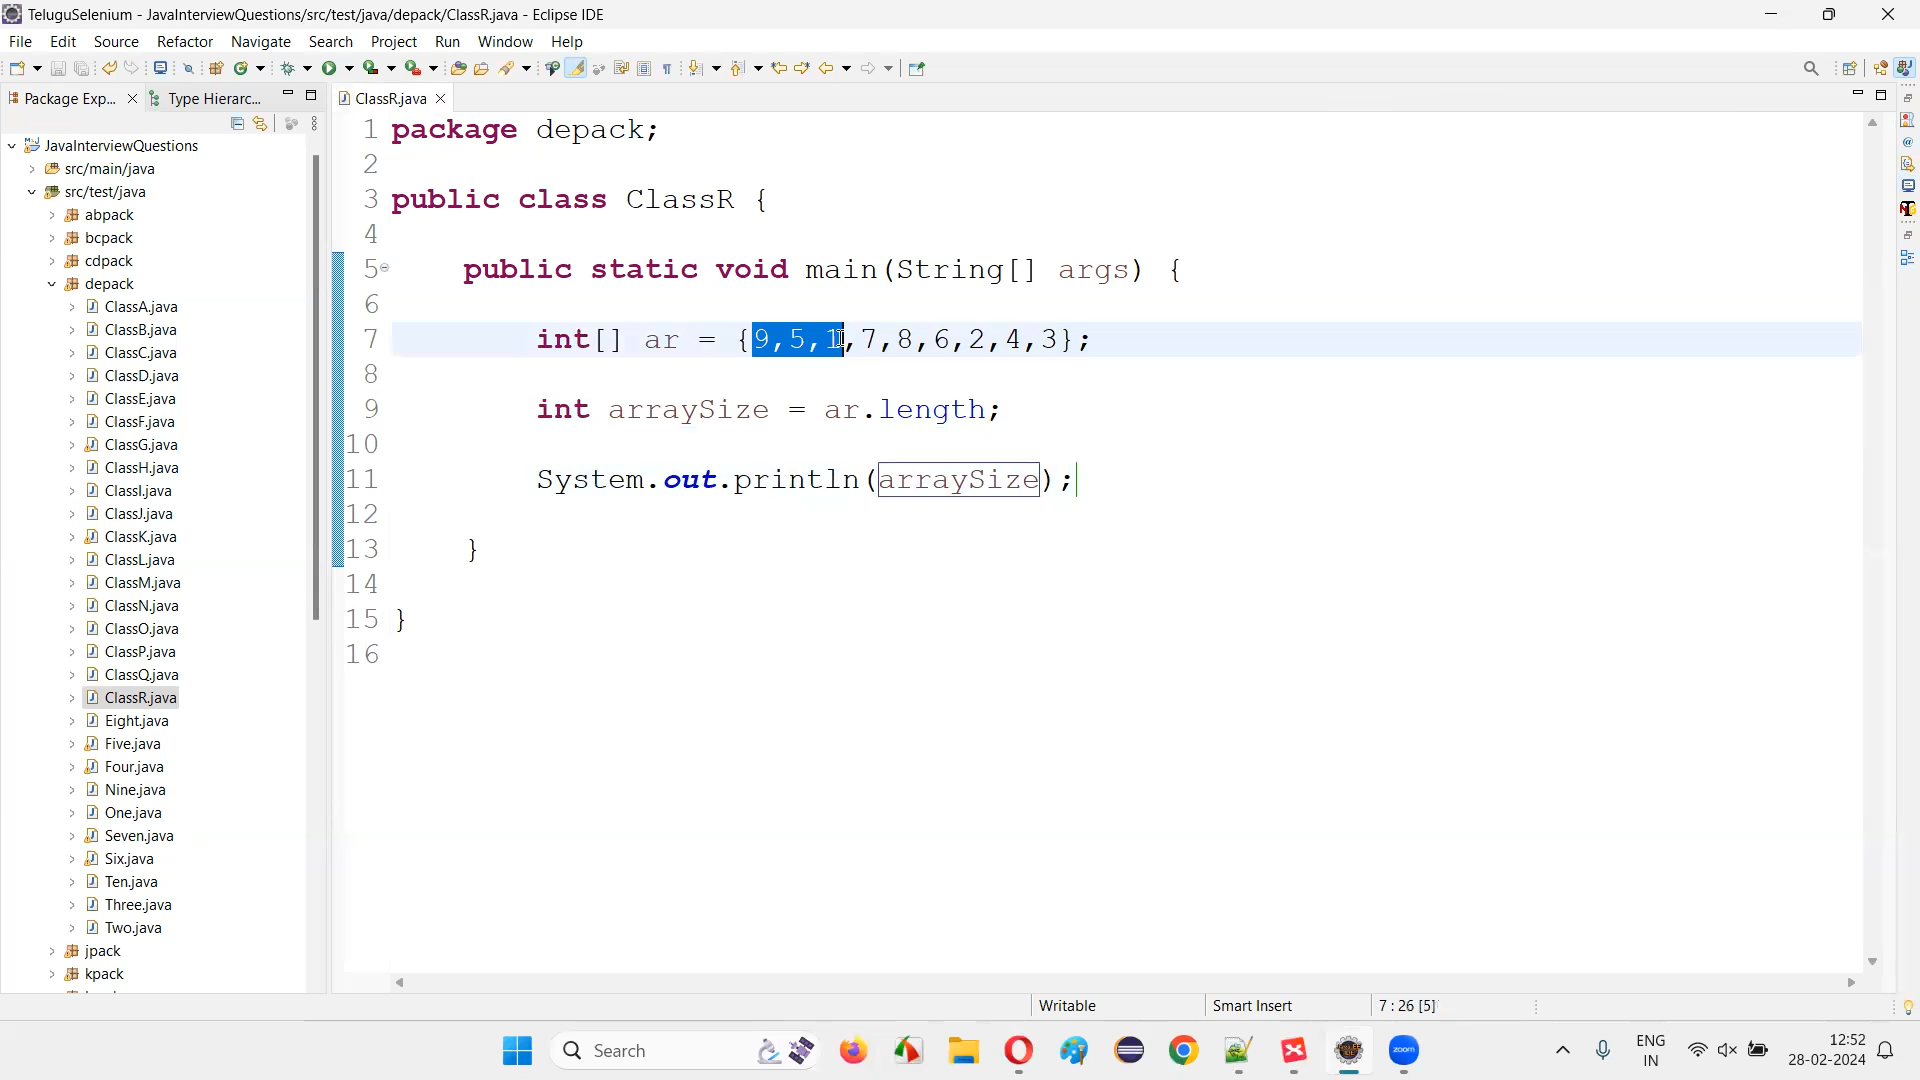 TeluguSelenium - JavaInterviewQuestions/src/test/java/depack/ClassR.java - Eclipse IDE
File Edit Source Refactor Navigate Search Project Run Window Help
Package Exp... Type Hierarc...
ClassR.java
JavaInterviewQuestions
src/main/java
src/test/java
abpack
bcpack
cdpack
depack
ClassA.java
ClassB.java
ClassC.java
ClassD.java
ClassE.java
ClassF.java
ClassG.java
ClassH.java
ClassI.java
ClassJ.java
ClassK.java
ClassL.java
ClassM.java
ClassN.java
ClassO.java
ClassP.java
ClassQ.java
ClassR.java
Eight.java
Five.java
Four.java
Nine.java
One.java
Seven.java
Six.java
Ten.java
Three.java
Two.java
jpack
kpack
1 package depack;
2
3 public class ClassR {
4
5 public static void main(String[] args) {
6
7 int[] ar = {9,5,1,7,8,6,2,4,3};
8
9 int arraySize = ar.length;
10
11 System.out.println(arraySize);
12
13 }
14
15 }
16
Writable Smart Insert 7 : 26 [5]
Search
zoom
ENG
IN
12:52
28-02-2024